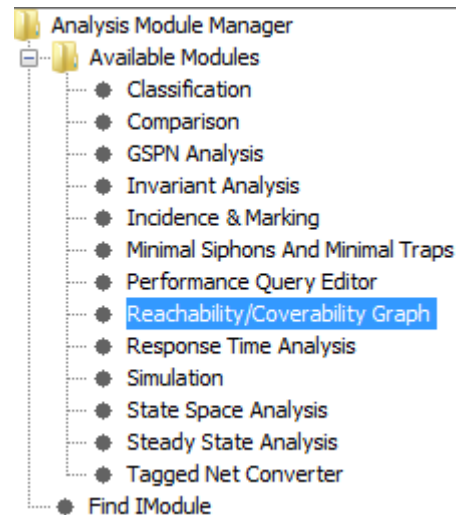 Analysis Module Manager
Available Modules
Classification
Comparison
GSPN Analysis
Invariant Analysis
Incidence & Marking
Minimal Siphons And Minimal Traps
Performance Query Editor
Reachability/Coverability Graph
Response Time Analysis
Simulation
State Space Analysis
Steady State Analysis
Tagged Net Converter
Find IModule